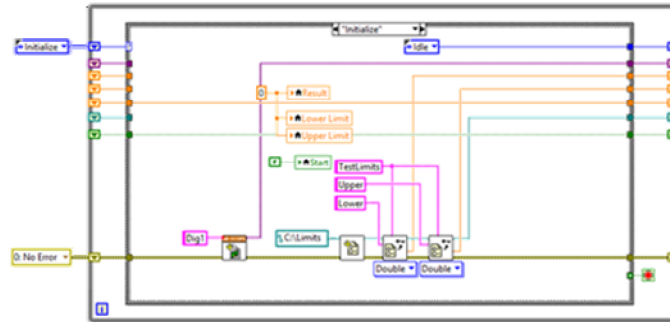 "Initialize"
Initialize
Idle
0
Result
Lower Limit
Upper Limit
Start
TestLimits
Upper
Lower
Dig1
C:\Limits
0: No Error
Double
Double
i